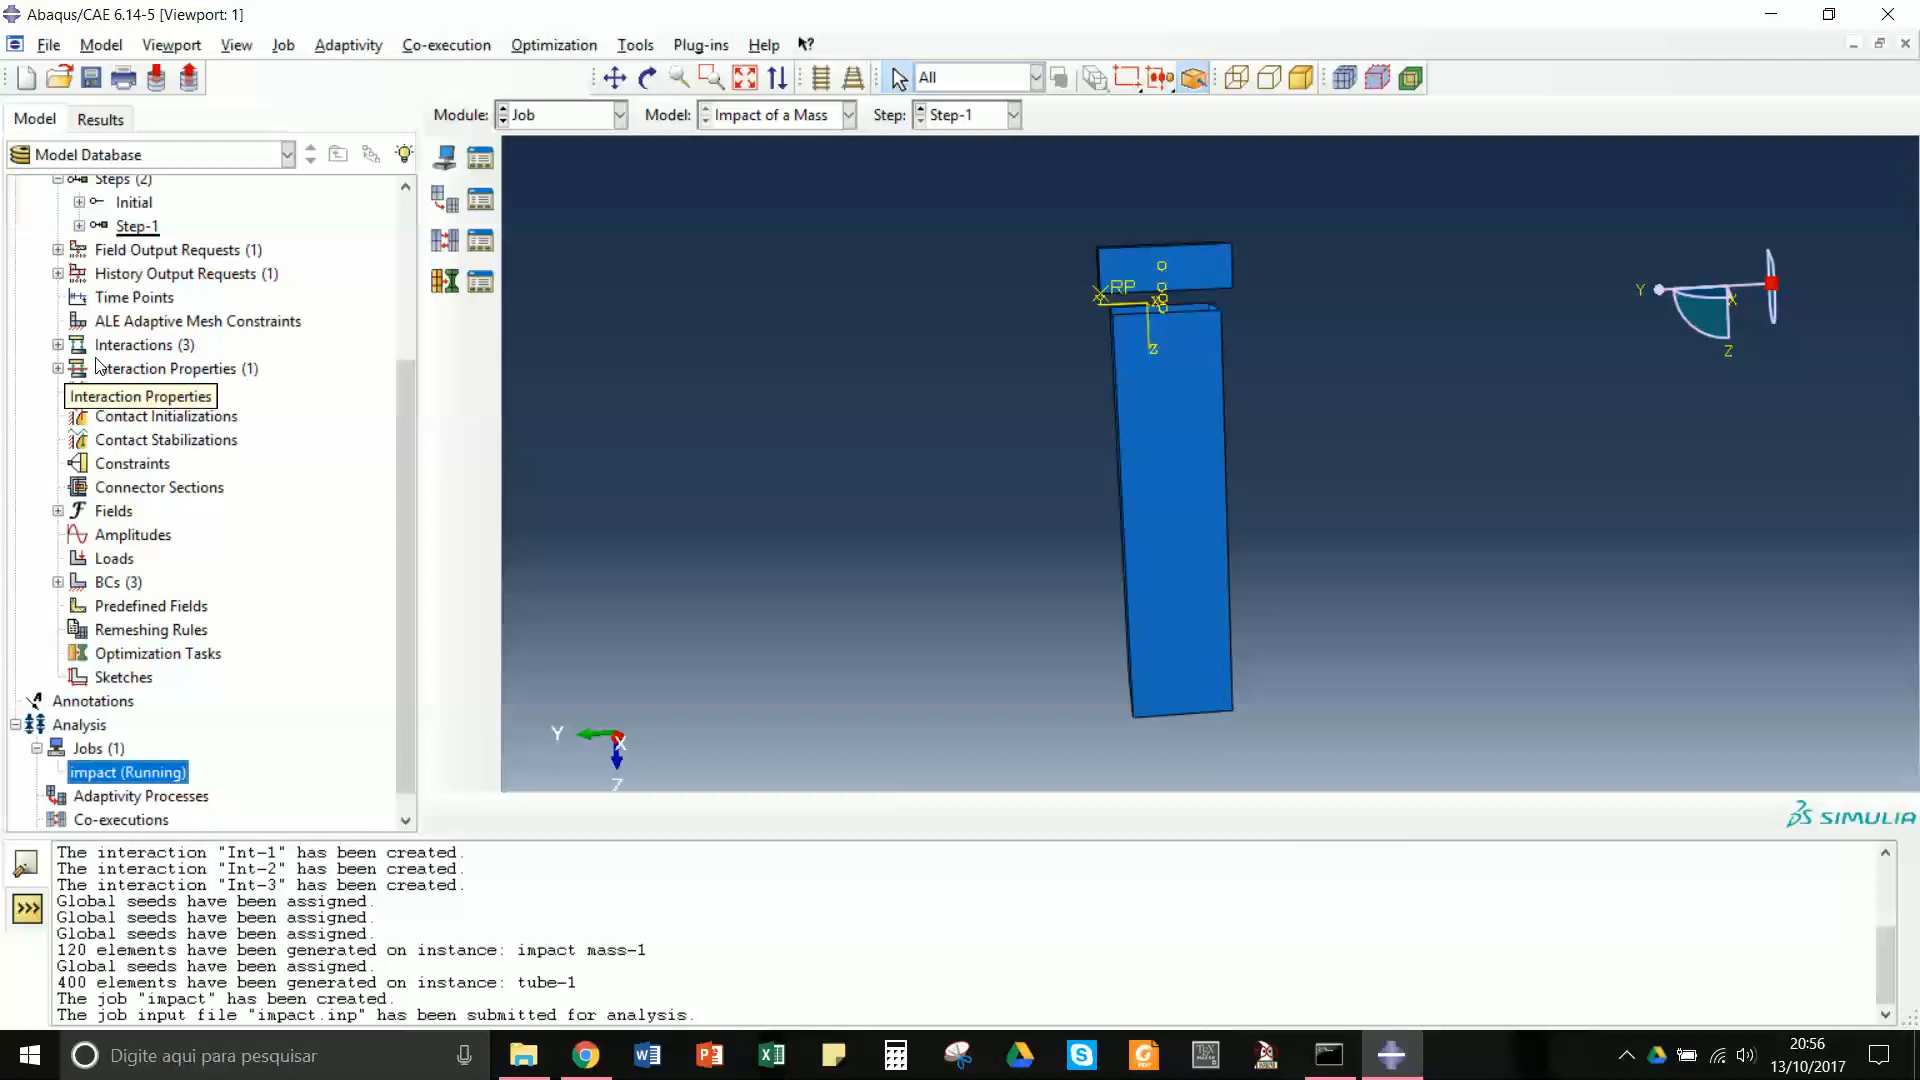 Abaqus/CAE 6.14-5 [Viewport: 1]
File Model Viewport View Job Adaptivity Co-execution Optimization Tools Plug-ins Help
All
Model Results
Module: Job Model: Impact of a Mass Step: Step-1
Model Database
Steps (2)
Initial
Step-1
Field Output Requests (1)
History Output Requests (1)
Time Points
ALE Adaptive Mesh Constraints
Interactions (3)
Interaction Properties (1)
Interaction Properties
Contact Initializations
Contact Stabilizations
Constraints
Connector Sections
Fields
Amplitudes
Loads
BCs (3)
Predefined Fields
Remeshing Rules
Optimization Tasks
Sketches
Annotations
Analysis
Jobs (1)
impact (Running)
Adaptivity Processes
Co-executions
RP
X
Z
Y
X
Z
Y
X
Z
SIMULIA
The interaction "Int-1" has been created.
The interaction "Int-2" has been created.
The interaction "Int-3" has been created.
Global seeds have been assigned.
Global seeds have been assigned.
Global seeds have been assigned.
120 elements have been generated on instance: impact mass-1
Global seeds have been assigned.
400 elements have been generated on instance: tube-1
The job "impact" has been created.
The job input file "impact.inp" has been submitted for analysis.
>>>
Digite aqui para pesquisar
20:56
13/10/2017